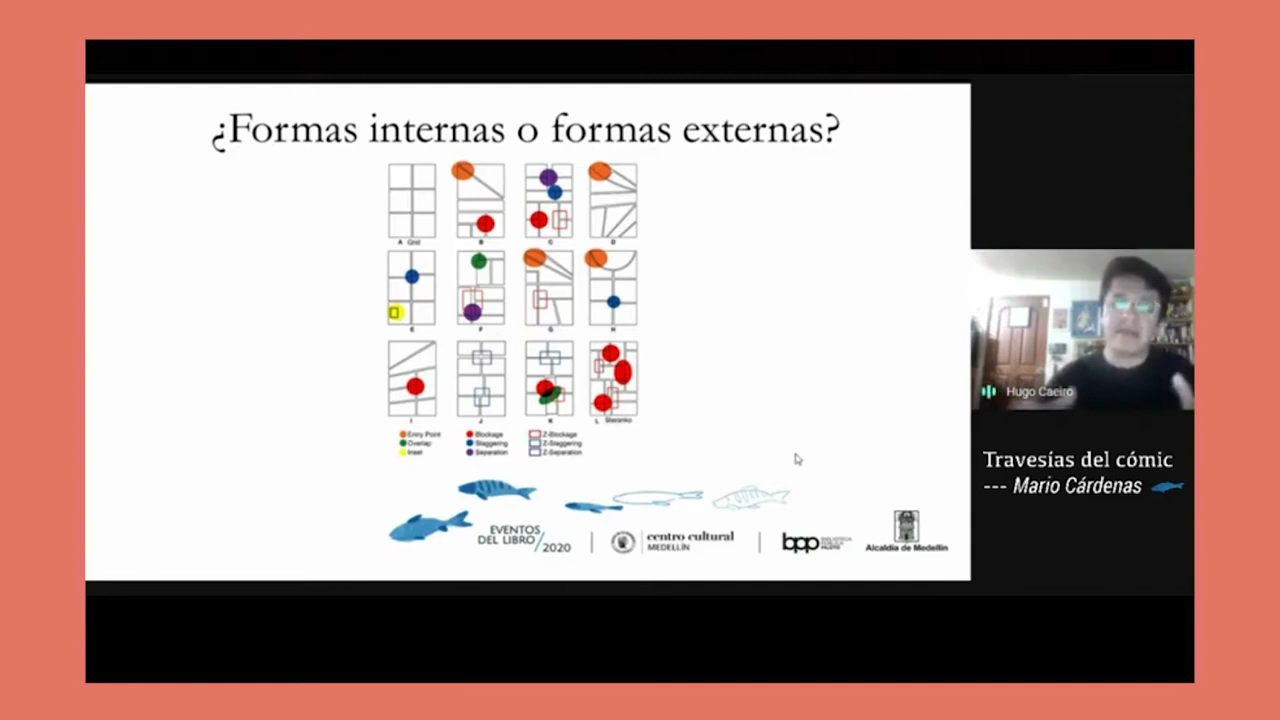 ¿Formas internas o formas externas?
A Grid
B
C
D
E
F
G
H
I
J
K
L Steranko
Entry Point
Overlap
Inset
Blockage
Staggering
Separation
Z-Blockage
Z-Staggering
Z-Separation
EVENTOS
DEL LIBRO/2020
centro cultural
MEDELLÍN
bpp
Alcaldía de Medellín
Hugo Caeiro
Travesías del cómic
--- Mario Cárdenas